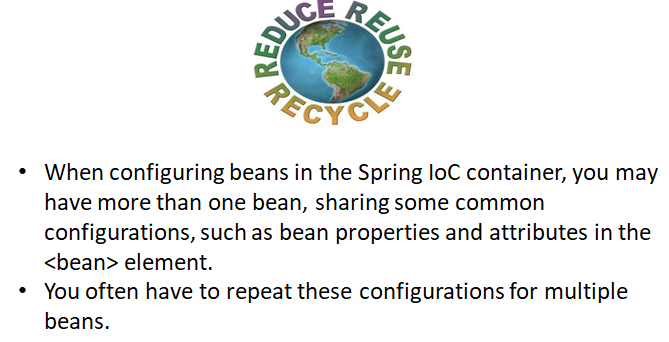 REDUCE REUSE
RECYCLE
• When configuring beans in the Spring IoC container, you may
have more than one bean, sharing some common
configurations, such as bean properties and attributes in the
<bean> element.
• You often have to repeat these configurations for multiple
beans.